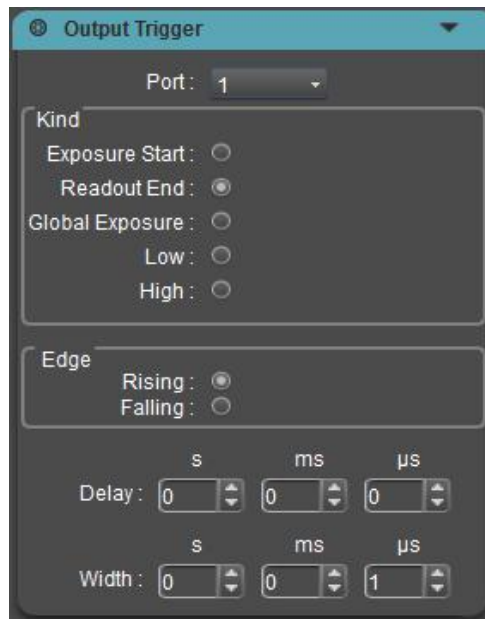 Output Trigger
Port : 1
Kind
Exposure Start :
Readout End :
Global Exposure :
Low :
High :
Edge
Rising :
Falling :
s ms µs
Delay : 0 0 0
s ms µs
Width : 0 0 1